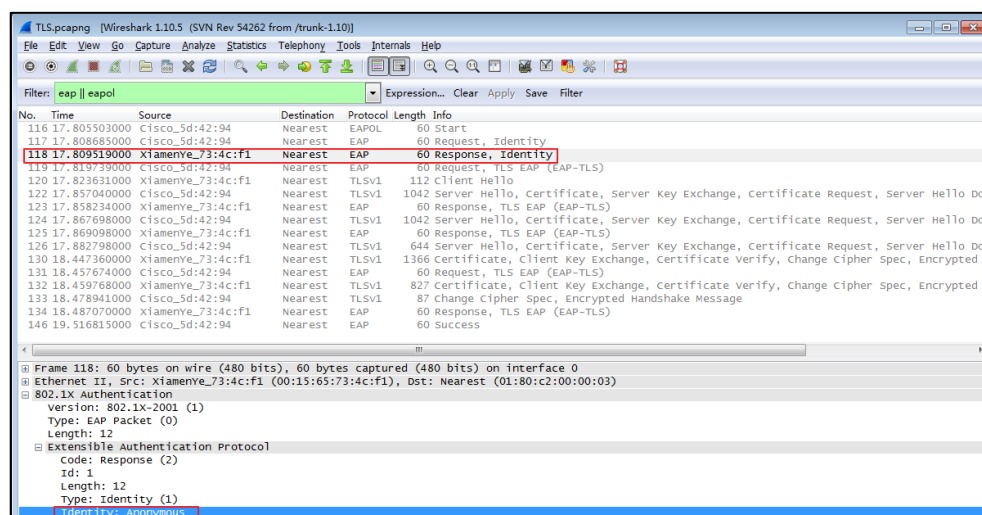 TLS.pcapng [Wireshark 1.10.5 (SVN Rev 54262 from /trunk-1.10)]
File Edit View Go Capture Analyze Statistics Telephony Tools Internals Help
Filter: eap || eapol Expression... Clear Apply Save Filter
No. Time Source Destination Protocol Length Info
116 17.805503000 Cisco_5d:42:94 Nearest EAPOL 60 Start
117 17.808685000 Cisco_5d:42:94 Nearest EAP 60 Request, Identity
118 17.809519000 XiamenYe_73:4c:f1 Nearest EAP 60 Response, Identity
119 17.819739000 Cisco_5d:42:94 Nearest EAP 60 Request, TLS EAP (EAP-TLS)
120 17.823631000 XiamenYe_73:4c:f1 Nearest TLSv1 112 Client Hello
122 17.857040000 Cisco_5d:42:94 Nearest TLSv1 1042 Server Hello, Certificate, Server Key Exchange, Certificate Request, Server Hello Do
123 17.858234000 XiamenYe_73:4c:f1 Nearest EAP 60 Response, TLS EAP (EAP-TLS)
124 17.867698000 Cisco_5d:42:94 Nearest TLSv1 1042 Server Hello, Certificate, Server Key Exchange, Certificate Request, Server Hello Do
125 17.869098000 XiamenYe_73:4c:f1 Nearest EAP 60 Response, TLS EAP (EAP-TLS)
126 17.882798000 Cisco_5d:42:94 Nearest TLSv1 644 Server Hello, Certificate, Server Key Exchange, Certificate Request, Server Hello Do
130 18.447360000 XiamenYe_73:4c:f1 Nearest TLSv1 1366 Certificate, Client Key Exchange, Certificate Verify, Change Cipher Spec, Encrypted
131 18.457674000 Cisco_5d:42:94 Nearest EAP 60 Request, TLS EAP (EAP-TLS)
132 18.459768000 XiamenYe_73:4c:f1 Nearest TLSv1 827 Certificate, Client Key Exchange, Certificate Verify, Change Cipher Spec, Encrypted
133 18.478941000 Cisco_5d:42:94 Nearest TLSv1 87 Change Cipher Spec, Encrypted Handshake Message
134 18.487070000 XiamenYe_73:4c:f1 Nearest EAP 60 Response, TLS EAP (EAP-TLS)
146 19.516815000 Cisco_5d:42:94 Nearest EAP 60 Success
Frame 118: 60 bytes on wire (480 bits), 60 bytes captured (480 bits) on interface 0
Ethernet II, Src: XiamenYe_73:4c:f1 (00:15:65:73:4c:f1), Dst: Nearest (01:80:c2:00:00:03)
802.1X Authentication
Version: 802.1X-2001 (1)
Type: EAP Packet (0)
Length: 12
Extensible Authentication Protocol
Code: Response (2)
Id: 1
Length: 12
Type: Identity (1)
Identity: Anonymous